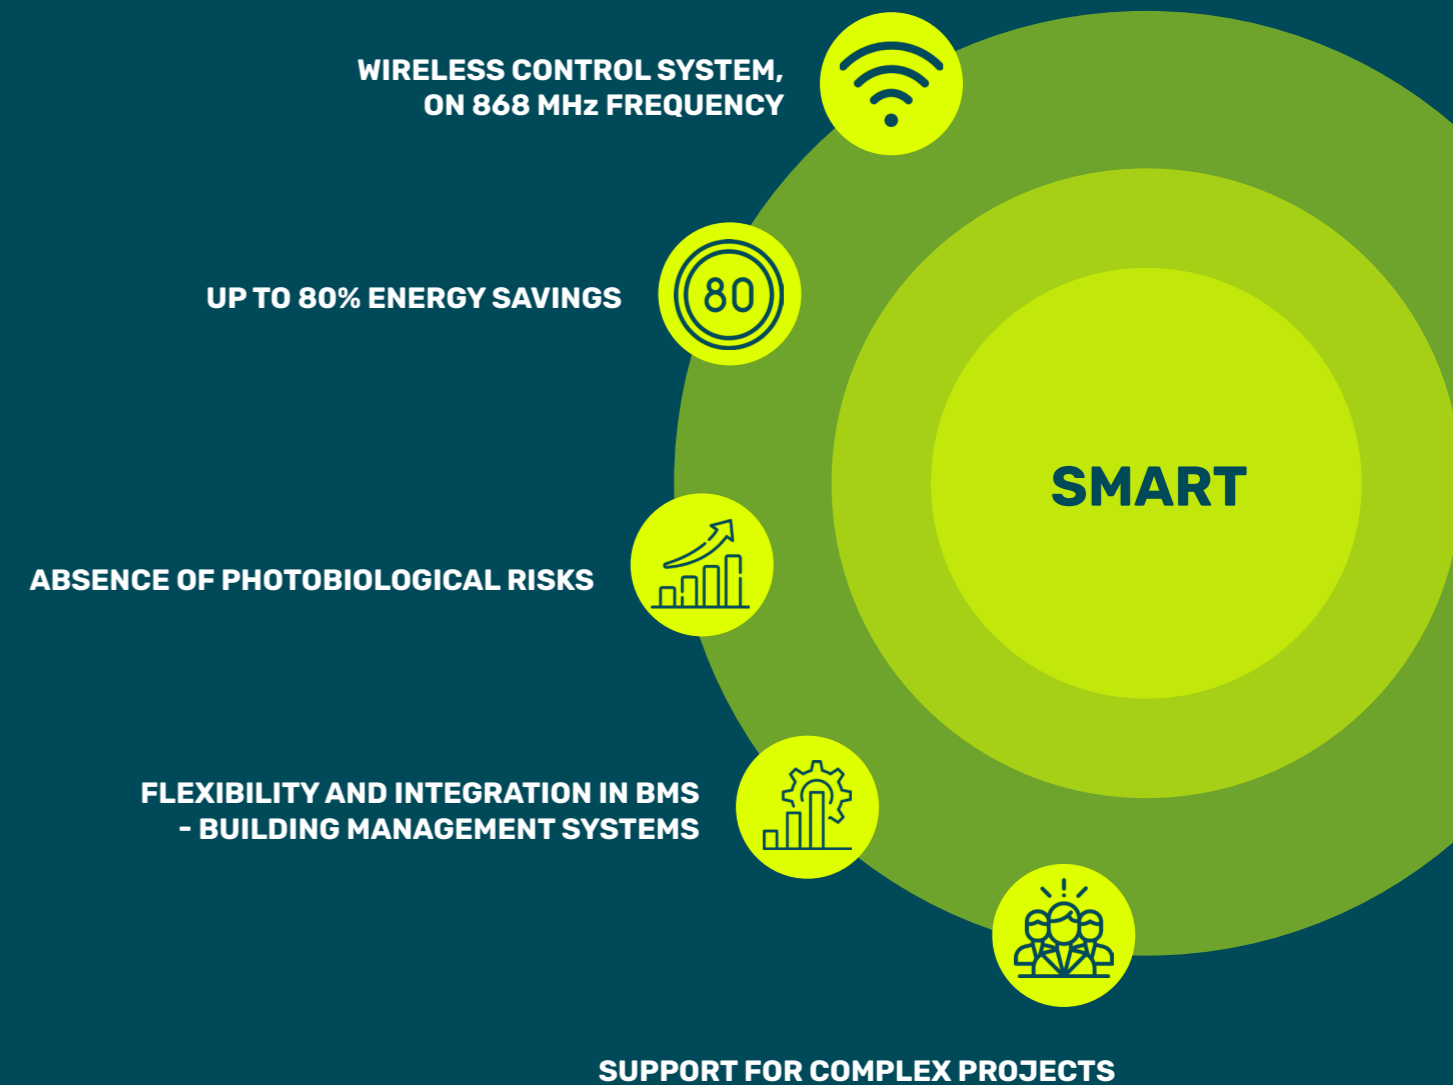 WIRELESS CONTROL SYSTEM,
ON 868 MHz FREQUENCY
80
UP TO 80% ENERGY SAVINGS
SMART
ABSENCE OF PHOTOBIOLOGICAL RISKS
FLEXIBILITY AND INTEGRATION IN BMS
- BUILDING MANAGEMENT SYSTEMS
SUPPORT FOR COMPLEX PROJECTS